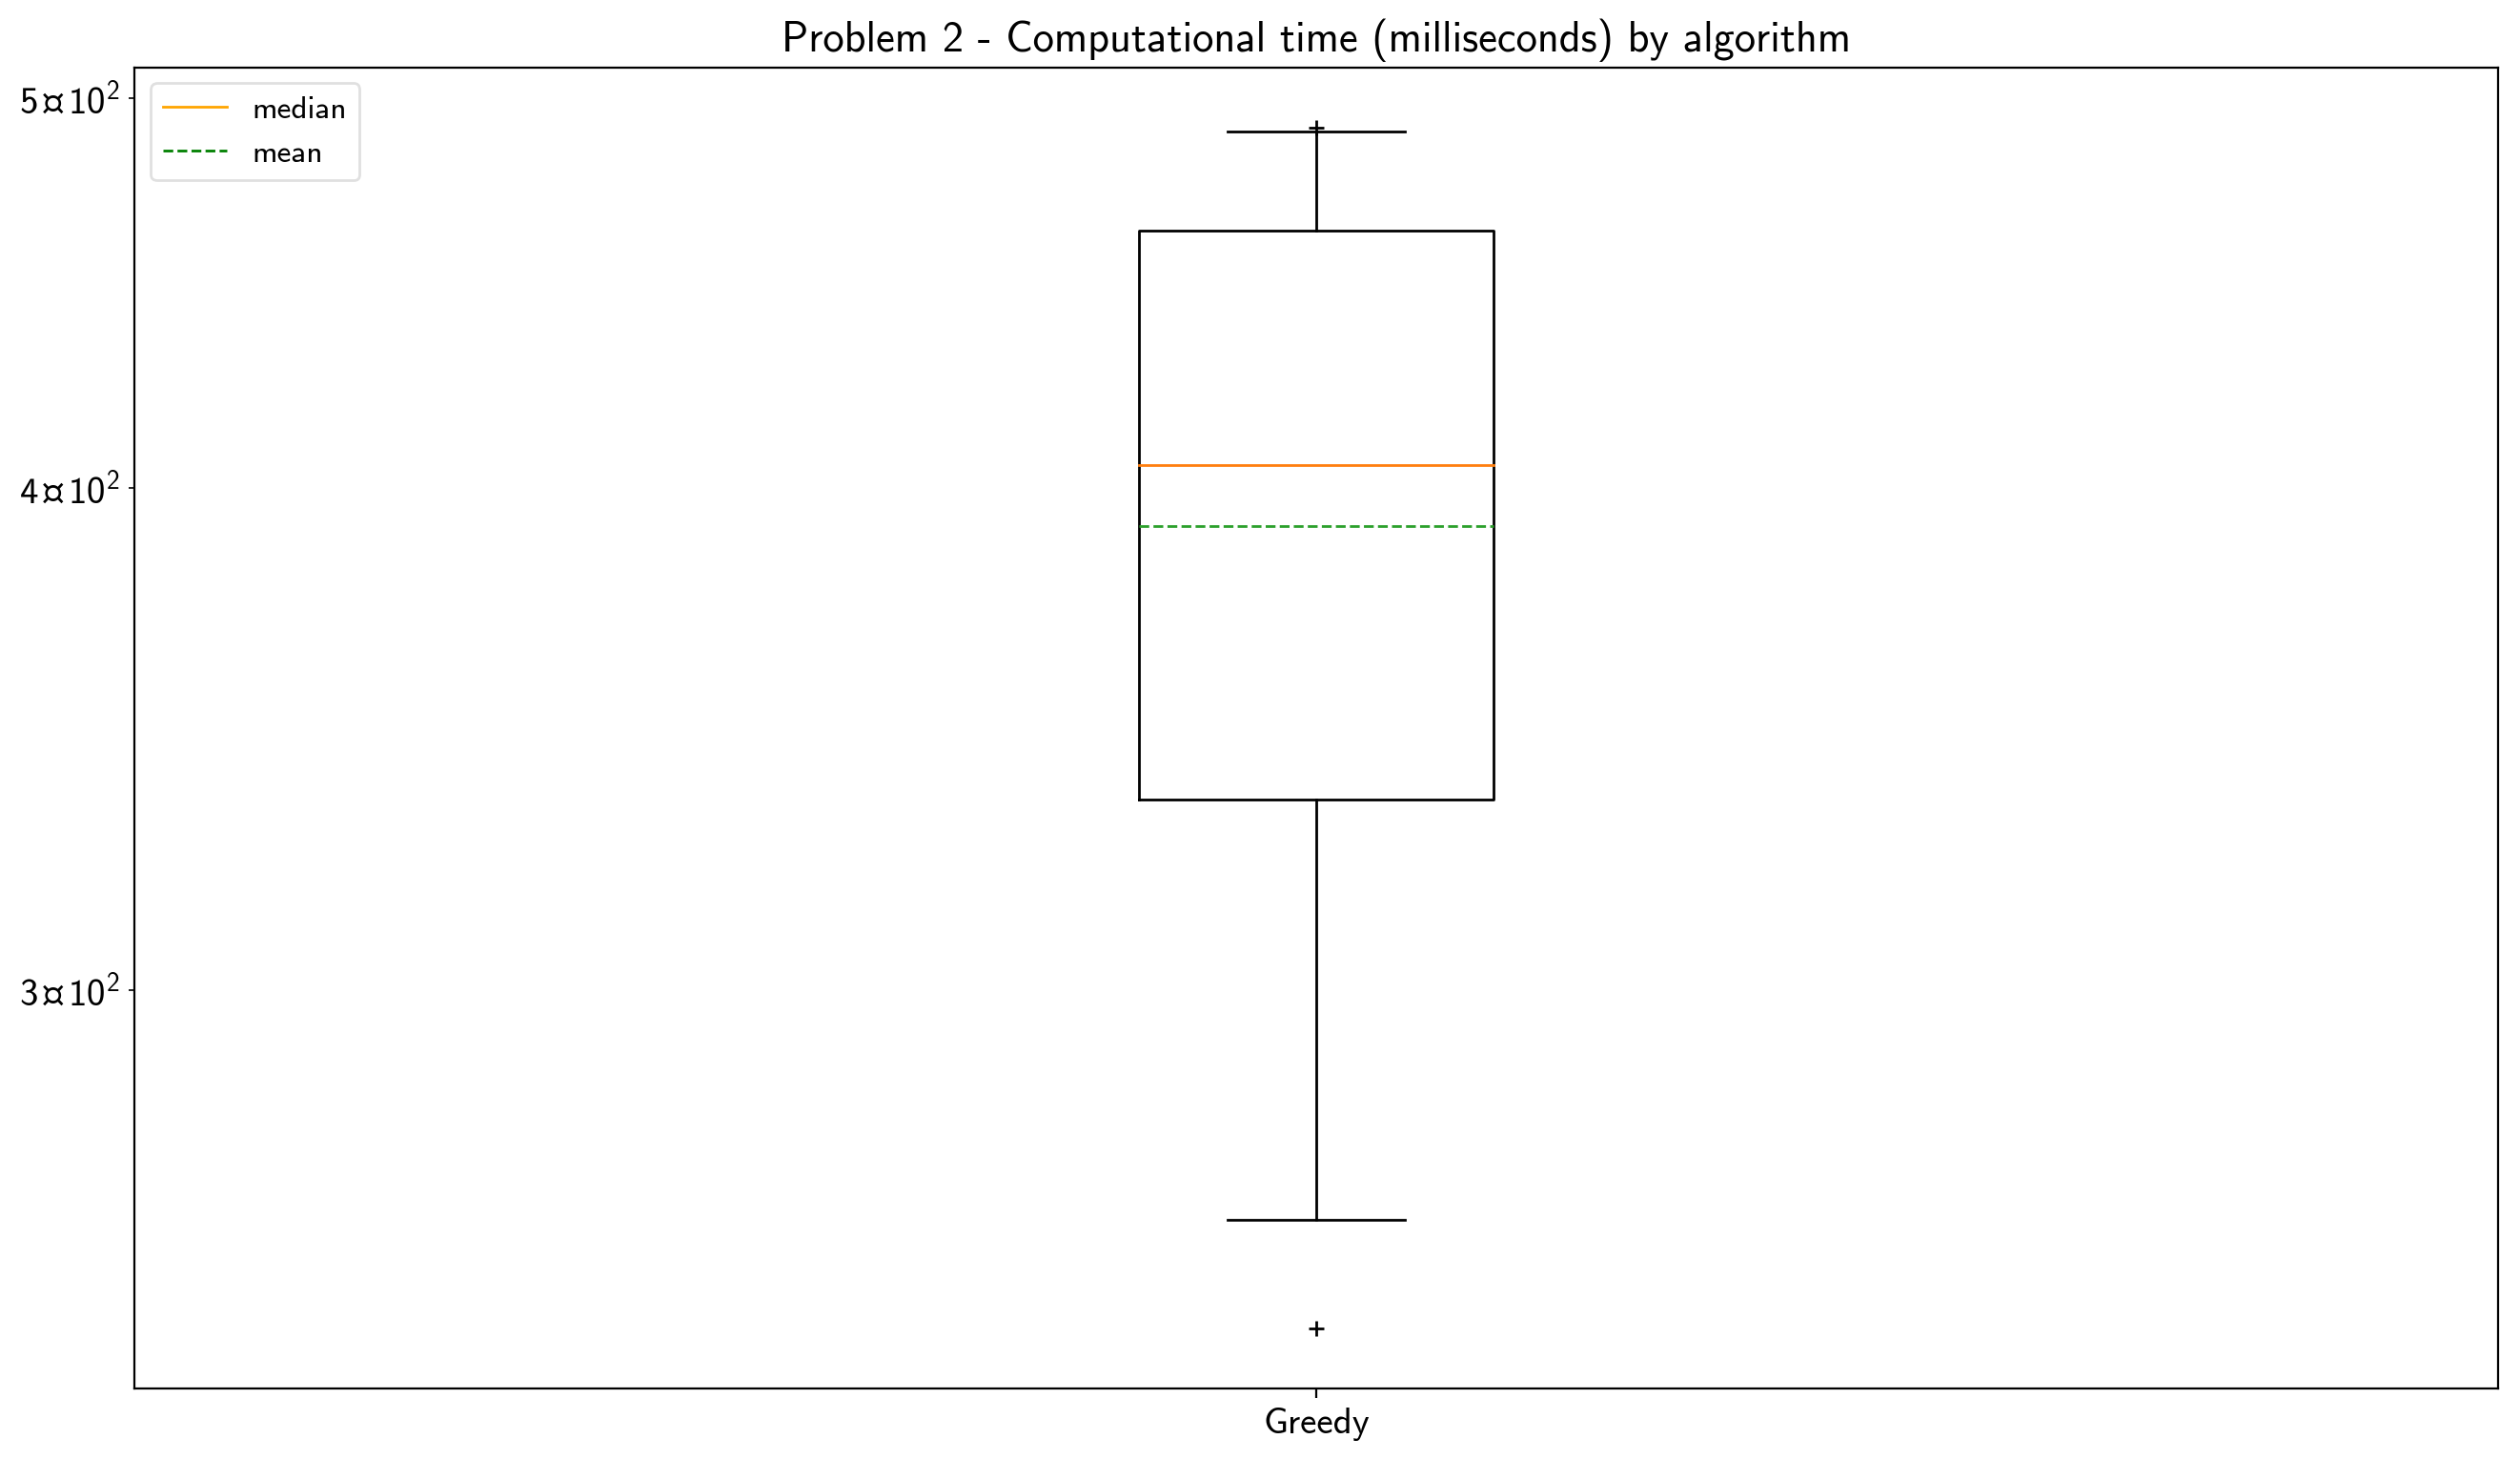 Problem 2 - Computational time (milliseconds) by algorithm
5¤10²
median
mean
4¤10²
3¤10²
Greedy